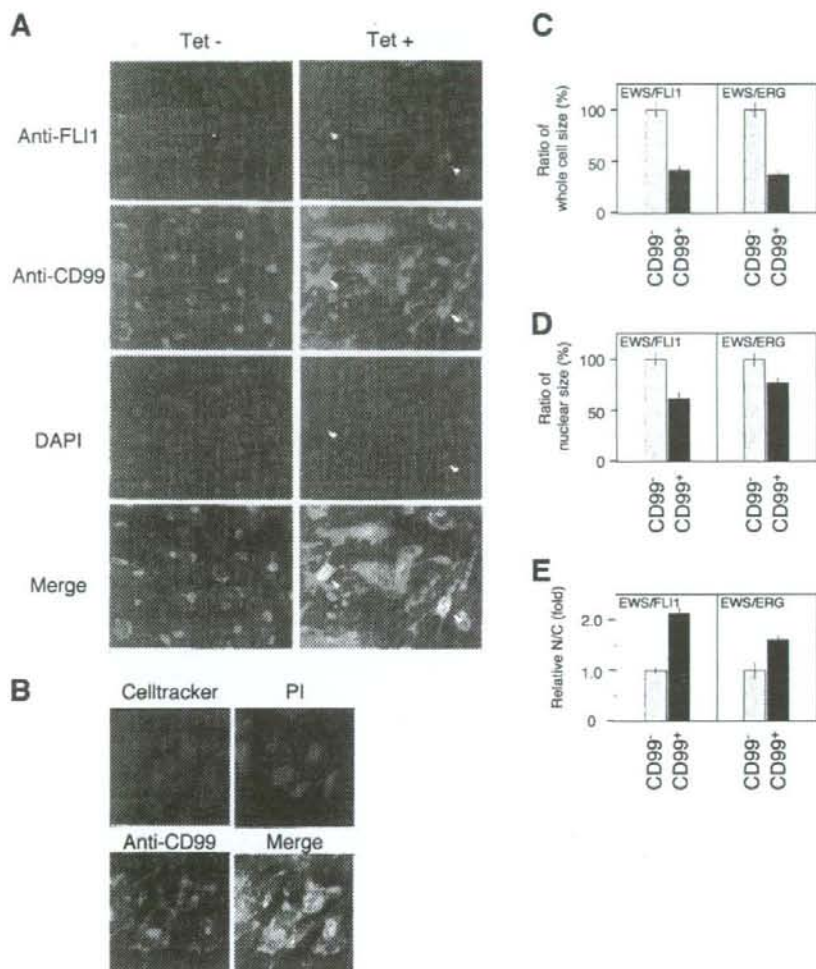 A
Tet - Tet +
Anti-FLI1
Anti-CD99
DAPI
Merge
B
Celltracker PI
Anti-CD99 Merge
C
EWS/FLI1 EWS/ERG
Ratio of
whole cell size (%)
100
50
0
CD99- CD99+ CD99- CD99+
D
EWS/FLI1 EWS/ERG
Ratio of
nuclear size (%)
100
50
0
CD99- CD99+ CD99- CD99+
E
EWS/FLI1 EWS/ERG
Relative N/C (fold)
2.0
1.0
0
CD99- CD99+ CD99- CD99+